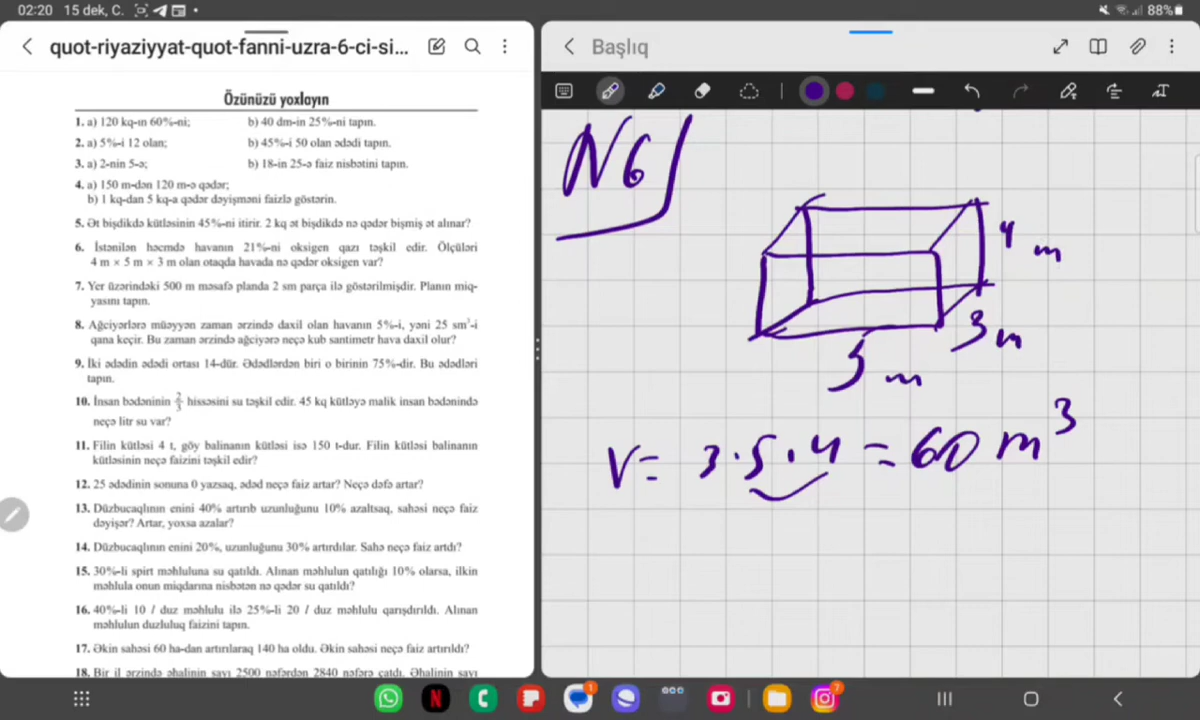 02:20 15 dek, C.
88%
quot-riyaziyyat-quot-fanni-uzra-6-ci-si...
Özünüzü yoxlayın
1. a) 120 kq-ın 60%-ni; b) 40 dm-in 25%-ni tapın.
2. a) 5%-i 12 olan; b) 45%-i 50 olan ədədi tapın.
3. a) 2-nin 5-ə; b) 18-in 25-ə faiz nisbətini tapın.
4. a) 150 m-dən 120 m-ə qədər;
b) 1 kq-dan 5 kq-a qədər dəyişməni faizlə göstərin.
5. Ət bişdikdə kütləsinin 45%-ni itirir. 2 kq ət bişdikdə nə qədər bişmiş ət alınar?
6. İstənilən həcmdə havanın 21%-ni oksigen qazı təşkil edir. Ölçüləri
4 m × 5 m × 3 m olan otaqda havada nə qədər oksigen var?
7. Yer üzərindəki 500 m məsafə planda 2 sm parça ilə göstərilmişdir. Planın miq-
yasını tapın.
8. Ağciyərlərə müəyyən zaman ərzində daxil olan havanın 5%-i, yəni 25 sm³-i
qana keçir. Bu zaman ərzində ağciyərə neçə kub santimetr hava daxil olur?
9. İki ədədin ədədi ortası 14-dür. Ədədlərdən biri o birinin 75%-dir. Bu ədədləri
tapın.
10. İnsan bədəninin 2/3 hissəsini su təşkil edir. 45 kq kütləyə malik insan bədənində
neçə litr su var?
11. Filin kütləsi 4 t, göy balinanın kütləsi isə 150 t-dur. Filin kütləsi balinanın
kütləsinin neçə faizini təşkil edir?
12. 25 ədədinin sonuna 0 yazsaq, ədəd neçə faiz artar? Neçə dəfə artar?
13. Düzbucaqlının enini 40% artırıb uzunluğunu 10% azaltsaq, sahəsi neçə faiz
dəyişər? Artar, yoxsa azalar?
14. Düzbucaqlının enini 20%, uzunluğunu 30% artırdılar. Sahə neçə faiz artdı?
15. 30%-li spirt məhluluna su qatıldı. Alınan məhlulun qatılığı 10% olarsa, ilkin
məhlula onun miqdarına nisbətən nə qədər su qatıldı?
16. 40%-li 10 l duz məhlulu ilə 25%-li 20 l duz məhlulu qarışdırıldı. Alınan
məhlulun duzluluq faizini tapın.
17. Əkin sahəsi 60 ha-dan artırılaraq 140 ha oldu. Əkin sahəsi neçə faiz artırıldı?
18. Bir il ərzində əhalinin sayı 2500 nəfərdən 2840 nəfərə çatdı. Əhalinin sayı
Başlıq
N6
4 m
3 m
5 m
V= 3·5·4 = 60 m³